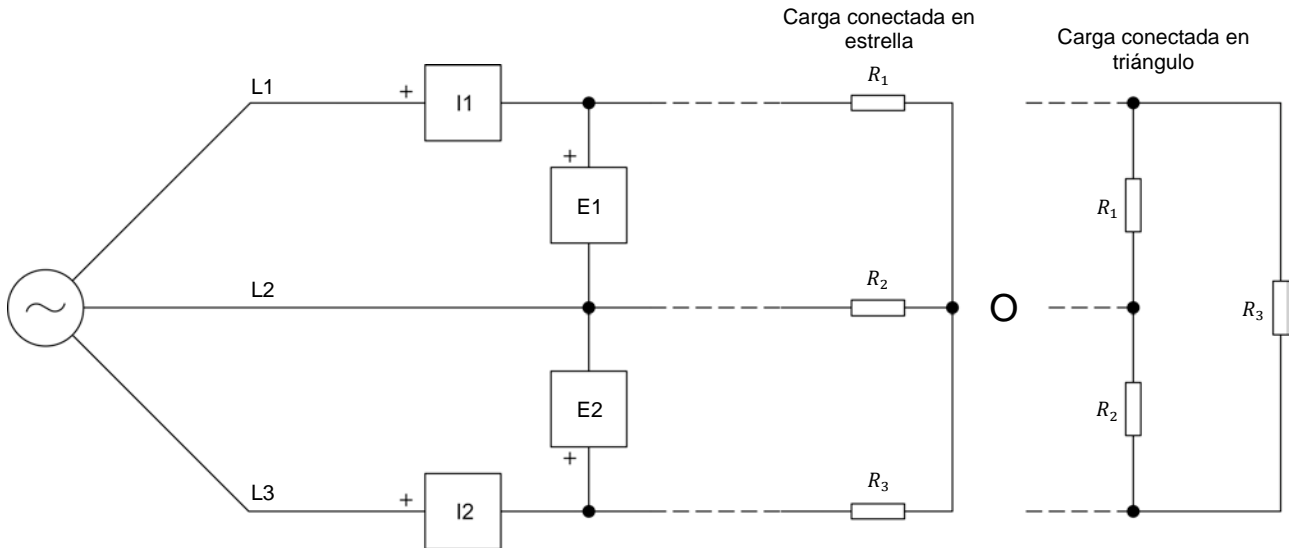 Carga conectada en
estrella
Carga conectada en
triángulo
L1
+
I1
R₁
+
E1
R₁
L2
R₂
O
R₃
E2
+
R₂
L3
+
I2
R₃